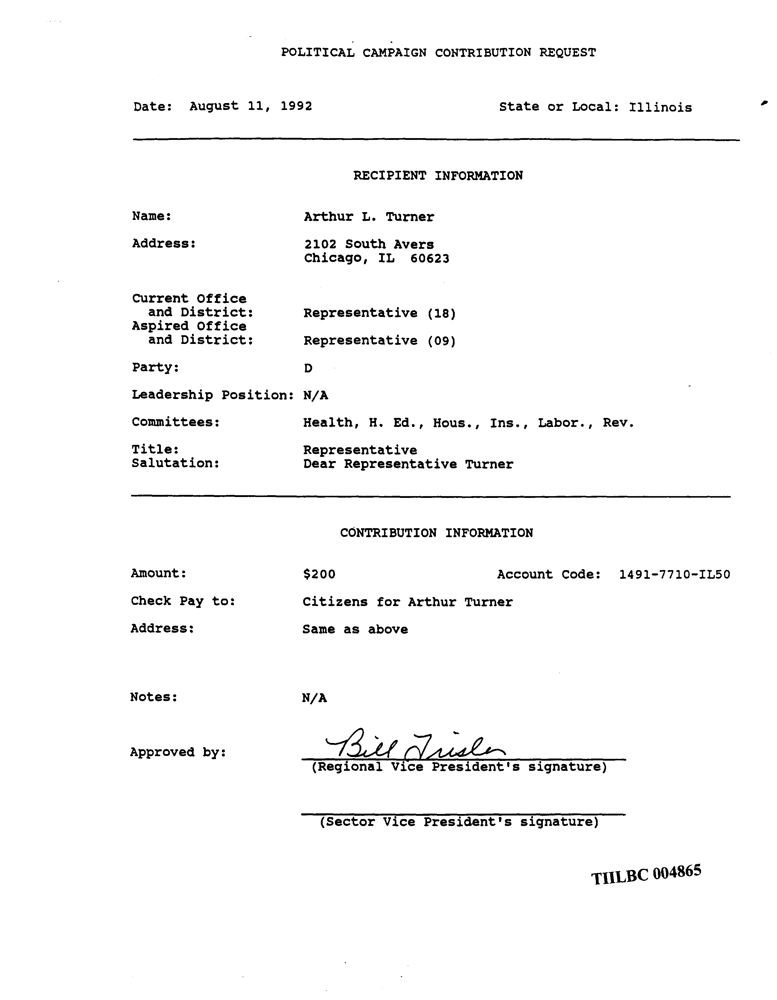 POLITICAL CAMPAIGN CONTRIBUTION REQUEST
Date: August 11, 1992 State or Local: Illinois
RECIPIENT INFORMATION
Name: Arthur L. Turner
Address: 2102 South Avers
Chicago, IL 60623
Current Office
and District: Representative (18)
Aspired Office
and District: Representative (09)
Party: D
Leadership Position: N/A
Committees: Health, H. Ed., Hous., Ins., Labor., Rev.
Title: Representative
Salutation: Dear Representative Turner
CONTRIBUTION INFORMATION
Amount: $200 Account Code: 1491-7710-IL50
Check Pay to: Citizens for Arthur Turner
Address: Same as above
Notes: N/A
Approved by: Bill Trisler
(Regional Vice President's signature)
(Sector Vice President's signature)
TIILBC 004865